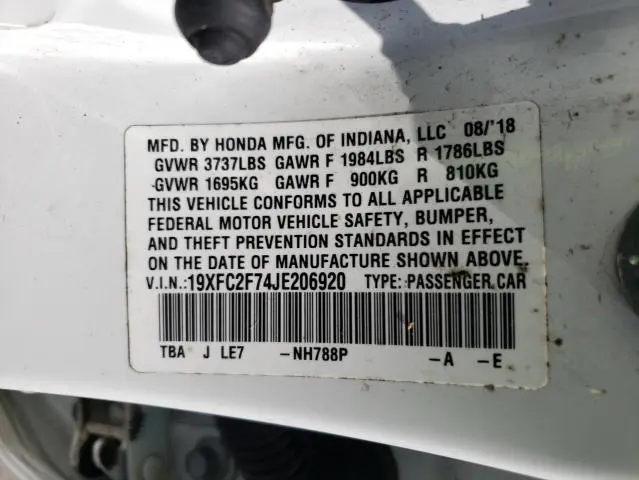 MFD. BY HONDA MFG. OF INDIANA, LLC 08/'18
GVWR 3737LBS GAWR F 1984LBS R 1786LBS
GVWR 1695KG GAWR F 900KG R 810KG
THIS VEHICLE CONFORMS TO ALL APPLICABLE
FEDERAL MOTOR VEHICLE SAFETY, BUMPER,
AND THEFT PREVENTION STANDARDS IN EFFECT
ON THE DATE OF MANUFACTURE SHOWN ABOVE.
V.I.N.:19XFC2F74JE206920 TYPE: PASSENGER CAR
TBA J LE7 -NH788P -A -E